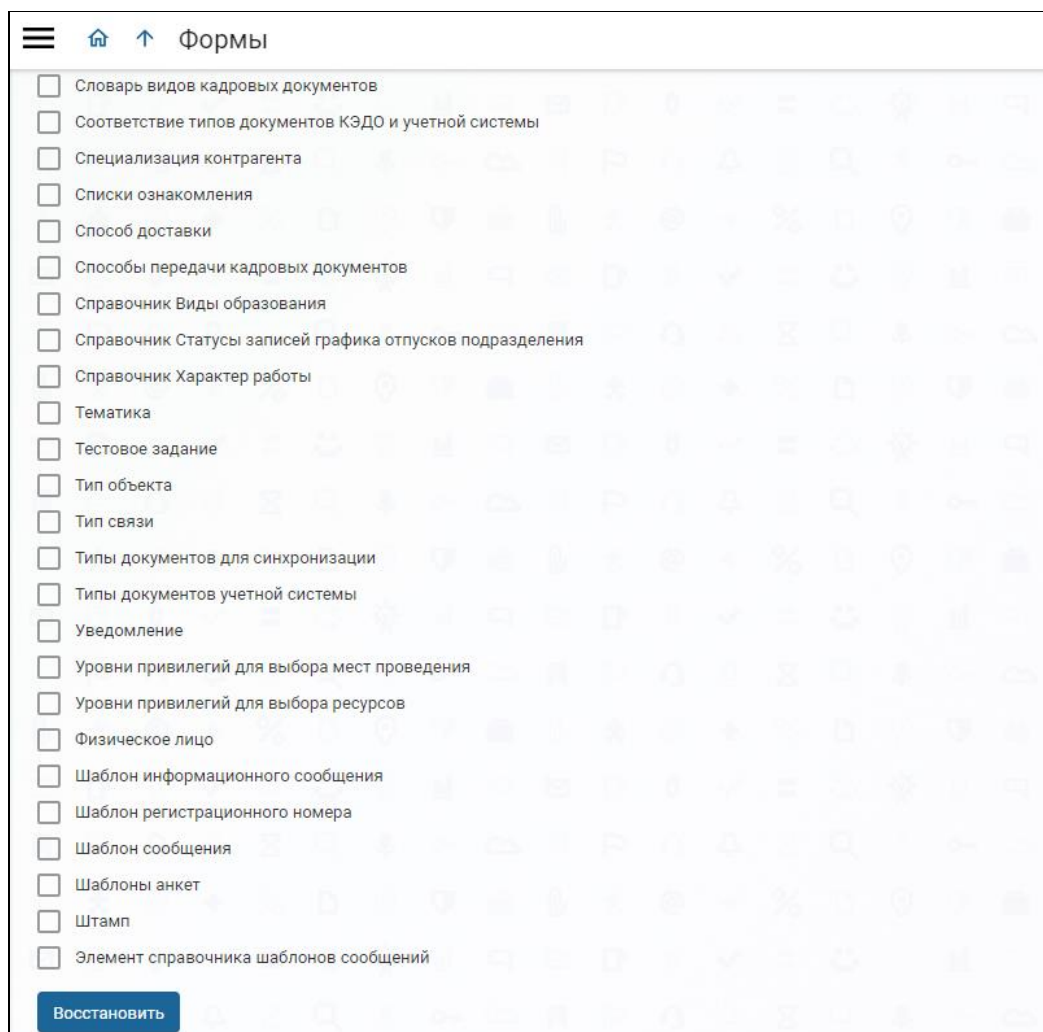 Формы
Словарь видов кадровых документов
Соответствие типов документов КЭДО и учетной системы
Специализация контрагента
Списки ознакомления
Способ доставки
Способы передачи кадровых документов
Справочник Виды образования
Справочник Статусы записей графика отпусков подразделения
Справочник Характер работы
Тематика
Тестовое задание
Тип объекта
Тип связи
Типы документов для синхронизации
Типы документов учетной системы
Уведомление
Уровни привилегий для выбора мест проведения
Уровни привилегий для выбора ресурсов
Физическое лицо
Шаблон информационного сообщения
Шаблон регистрационного номера
Шаблон сообщения
Шаблоны анкет
Штамп
Элемент справочника шаблонов сообщений
Восстановить